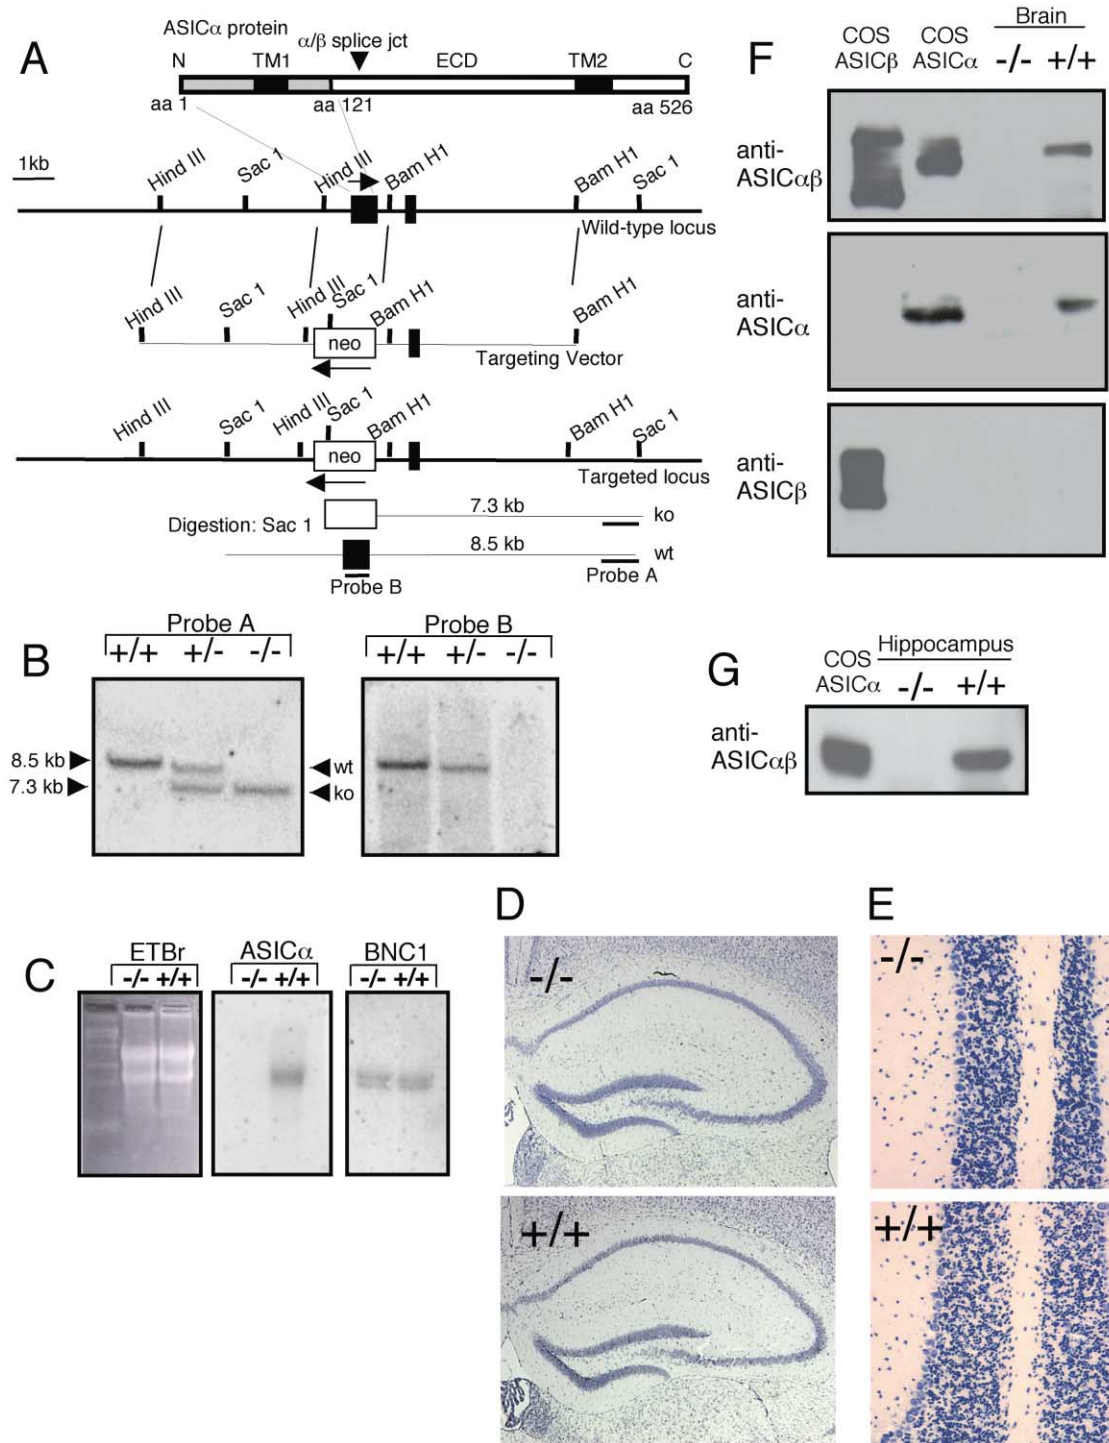 A
ASICα protein
α/β splice jct
N
TM1
ECD
TM2
C
aa 1
aa 121
aa 526
1kb
Hind III
Sac 1
Hind III
Bam H1
Bam H1
Sac 1
Wild-type locus
Hind III
Sac 1
Hind III
Sac 1
Bam H1
Bam H1
neo
Targeting Vector
Hind III
Sac 1
Hind III
Sac 1
Bam H1
Bam H1
Sac 1
neo
Targeted locus
Digestion: Sac 1
7.3 kb
ko
8.5 kb
wt
Probe B
Probe A
B
Probe A
+/+ +/- -/-
Probe B
+/+ +/- -/-
8.5 kb
7.3 kb
wt
ko
C
ETBr
-/- +/+
ASICα
-/- +/+
BNC1
-/- +/+
D
-/-
+/+
E
-/-
+/+
F
COS
ASICβ
COS
ASICα
Brain
-/- +/+
anti-
ASICαβ
anti-
ASICα
anti-
ASICβ
G
COS
ASICα
Hippocampus
-/- +/+
anti-
ASICαβ